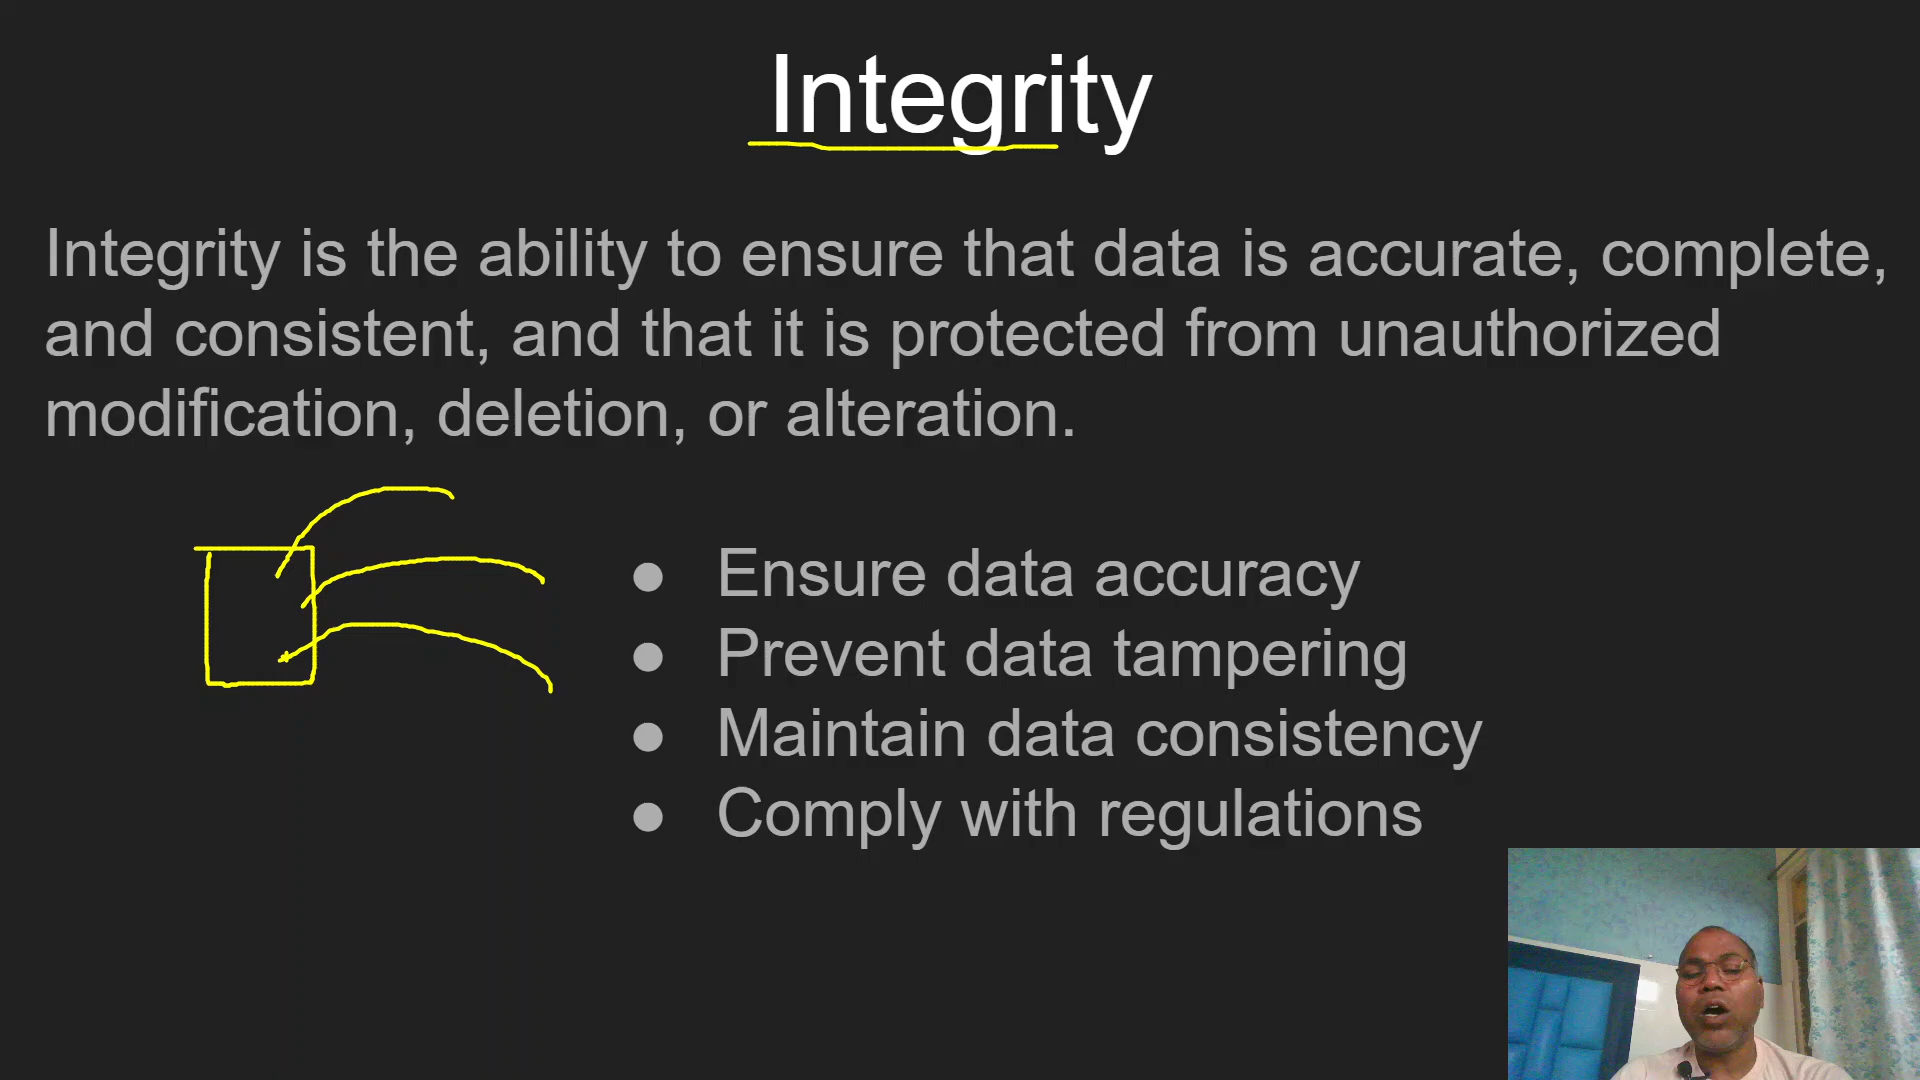 Integrity
Integrity is the ability to ensure that data is accurate, complete,
and consistent, and that it is protected from unauthorized
modification, deletion, or alteration.
● Ensure data accuracy
● Prevent data tampering
● Maintain data consistency
● Comply with regulations